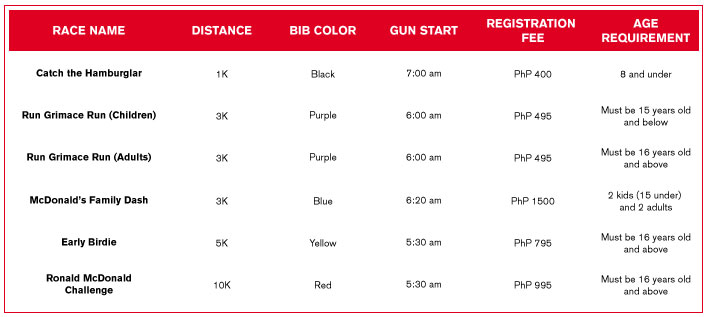 RACE NAME DISTANCE BIB COLOR GUN START REGISTRATION FEE AGE REQUIREMENT
Catch the Hamburglar 1K Black 7:00 am PhP 400 8 and under
Run Grimace Run (Children) 3K Purple 6:00 am PhP 495 Must be 15 years old and below
Run Grimace Run (Adults) 3K Purple 6:00 am PhP 495 Must be 16 years old and above
McDonald's Family Dash 3K Blue 6:20 am PhP 1500 2 kids (15 under) and 2 adults
Early Birdie 5K Yellow 5:30 am PhP 795 Must be 16 years old and above
Ronald McDonald Challenge 10K Red 5:30 am PhP 995 Must be 16 years old and above